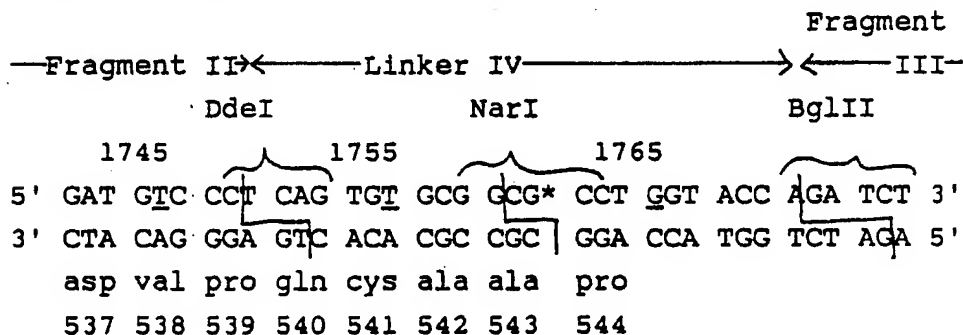 Fragment
Fragment II Linker IV III
DdeI NarI BglII
1745 1755 1765
5' GAT GTC CCT CAG TGT GCG GCG* CCT GGT ACC AGA TCT 3'
3' CTA CAG GGA GTC ACA CGC CGC GGA CCA TGG TCT AGA 5'
asp val pro gln cys ala ala pro
537 538 539 540 541 542 543 544